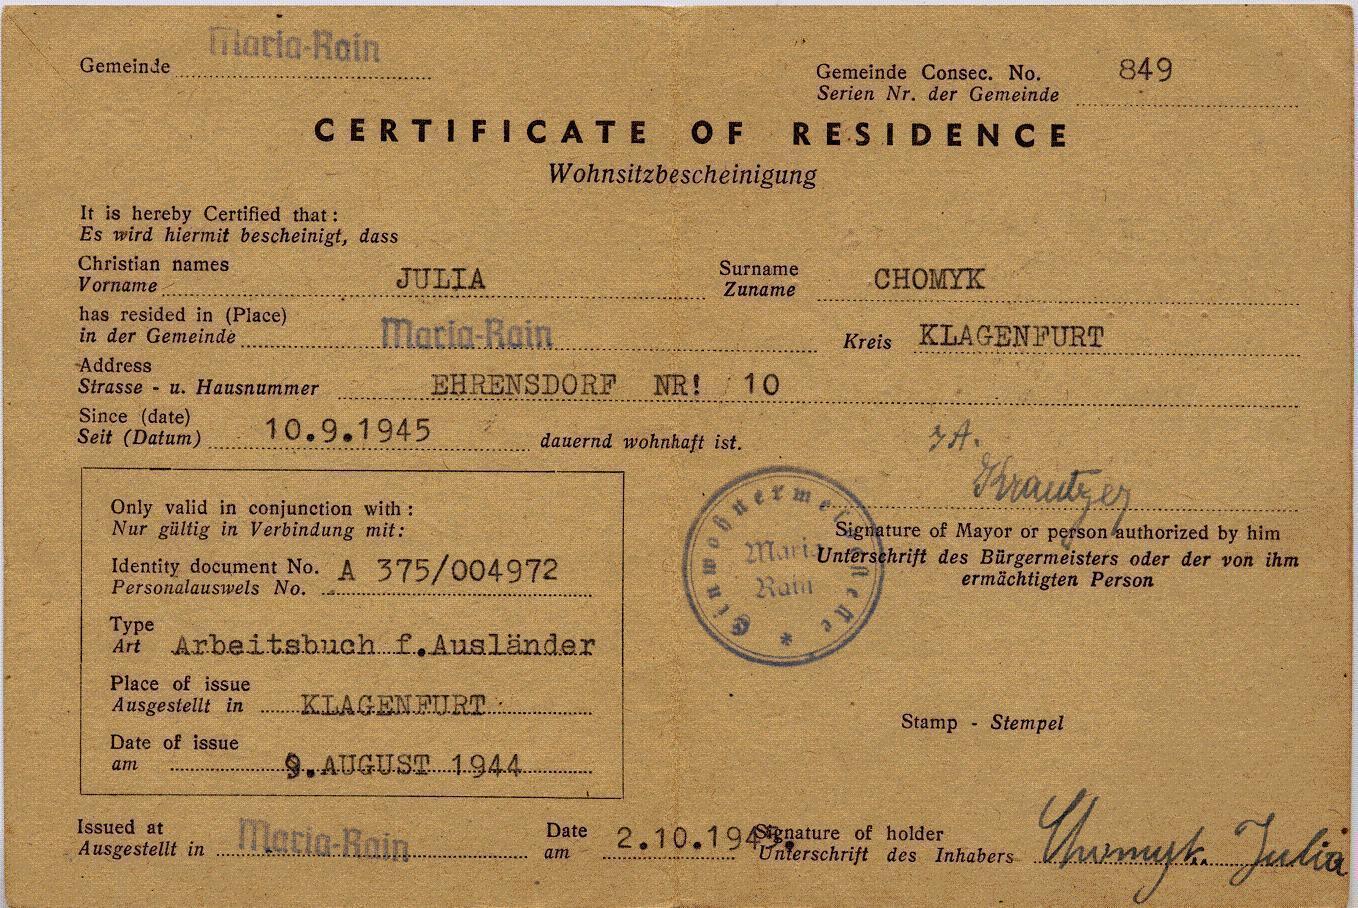 Gemeinde Maria-Rain
Gemeinde Consec. No. 849
Serien Nr. der Gemeinde
CERTIFICATE OF RESIDENCE
Wohnsitzbescheinigung
It is hereby Certified that :
Es wird hiermit bescheinigt, dass
Christian names
Vorname JULIA
Surname
Zuname CHOMYK
has resided in (Place)
in der Gemeinde Maria-Rain Kreis KLAGENFURT
Address
Strasse - u. Hausnummer EHRENSDORF NR! 10
Since (date)
Seit (Datum) 10.9.1945 dauernd wohnhaft ist.
Only valid in conjunction with :
Nur gültig in Verbindung mit:
Identity document No. A 375/004972
Personalauswels No.
Type
Art Arbeitsbuch f.Ausländer
Place of issue
Ausgestellt in KLAGENFURT
Date of issue
am 9.AUGUST 1944
Einwohnermeldestelle *
Maria
Rain
Signature of Mayor or person authorized by him
Unterschrift des Bürgermeisters oder der von ihm
ermächtigten Person
Stamp - Stempel
Issued at
Ausgestellt in Maria-Rain
Date
am 2.10.1945.
Signature of holder
Unterschrift des Inhabers Chomyk Julia